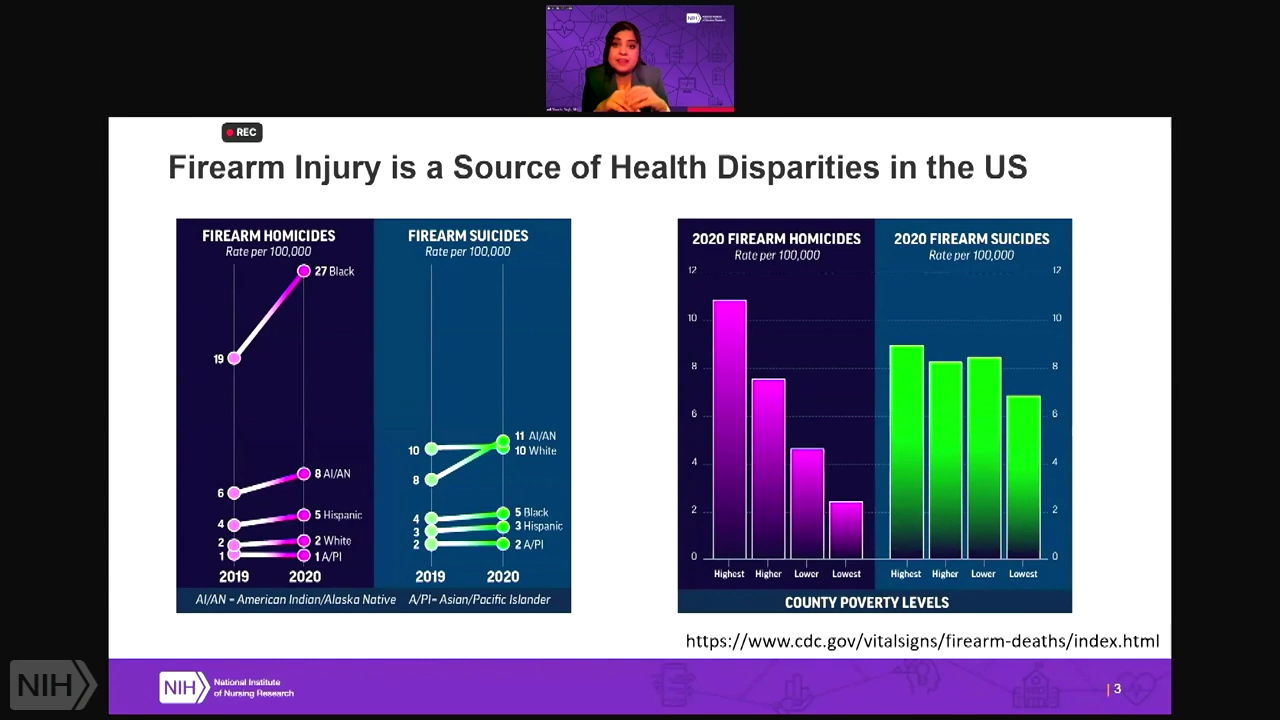 NIH
REC
Firearm Injury is a Source of Health Disparities in the US
FIREARM HOMICIDES
Rate per 100,000
27 Black
19
8 AI/AN
6
5 Hispanic
4
2 White
2
1 A/PI
1
2019 2020
FIREARM SUICIDES
Rate per 100,000
11 AI/AN
10
10 White
8
5 Black
4
3 Hispanic
3
2 A/PI
2
2019 2020
AI/AN = American Indian/Alaska Native A/PI= Asian/Pacific Islander
2020 FIREARM HOMICIDES
Rate per 100,000
12
10
8
6
4
2
0
Highest Higher Lower Lowest
2020 FIREARM SUICIDES
Rate per 100,000
12
10
8
6
4
2
0
Highest Higher Lower Lowest
COUNTY POVERTY LEVELS
https://www.cdc.gov/vitalsigns/firearm-deaths/index.html
NIH
NIH
National Institute
of Nursing Research
| 3